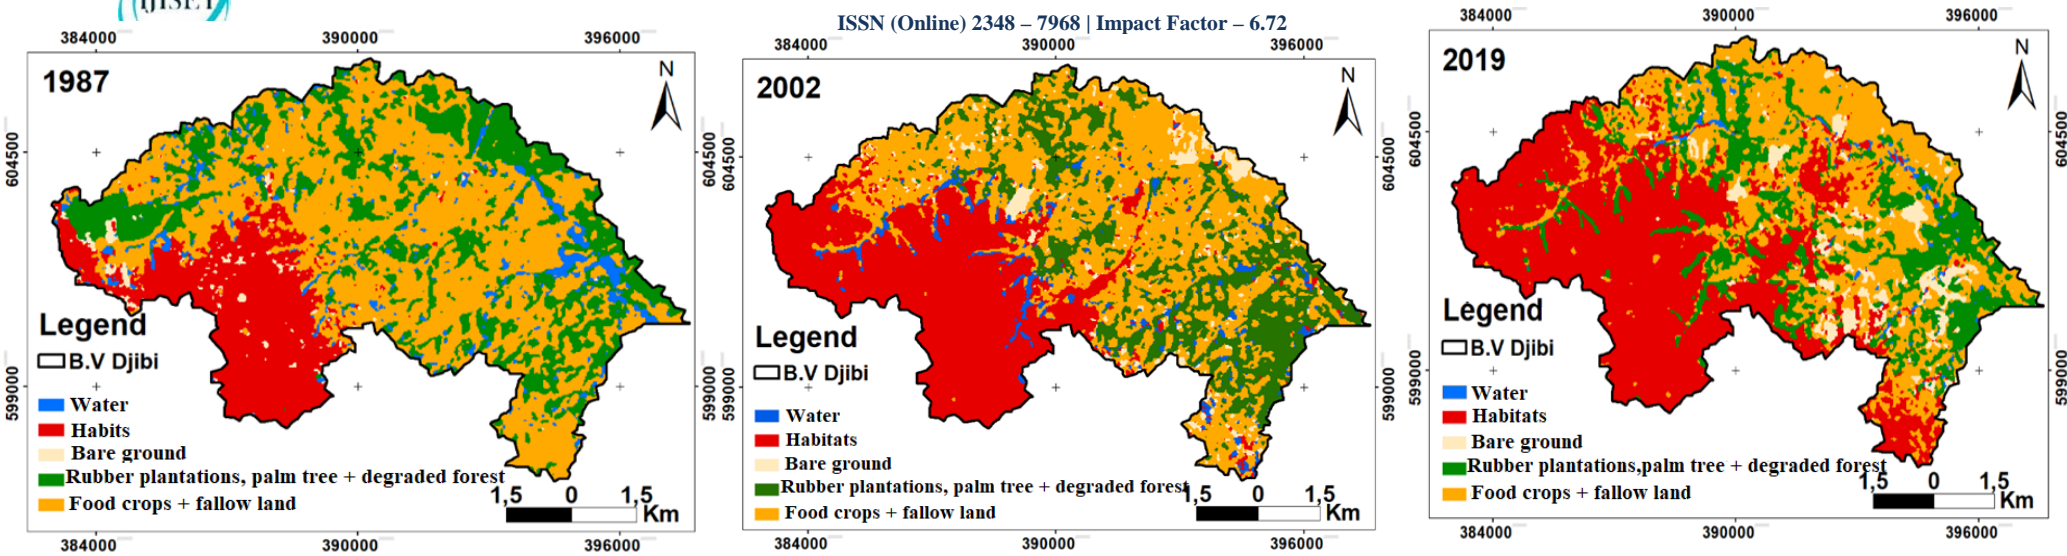 IJISET
ISSN (Online) 2348 – 7968 | Impact Factor – 6.72
384000 390000 396000
1987
N
604500 604500
599000 599000
Legend
B.V Djibi
Water
Habits
Bare ground
Rubber plantations, palm tree + degraded forest
Food crops + fallow land
1,5 0 1,5
Km
384000 390000 396000
384000 390000 396000
2002
N
604500
599000
Legend
B.V Djibi
Water
Habitats
Bare ground
Rubber plantations, palm tree + degraded forest
Food crops + fallow land
1,5 0 1,5
Km
384000 390000 396000
384000 390000 396000
2019
N
604500 604500
599000 599000
Legend
B.V Djibi
Water
Habitats
Bare ground
Rubber plantations,palm tree + degraded forest
Food crops + fallow land
1,5 0 1,5
Km
384000 390000 396000